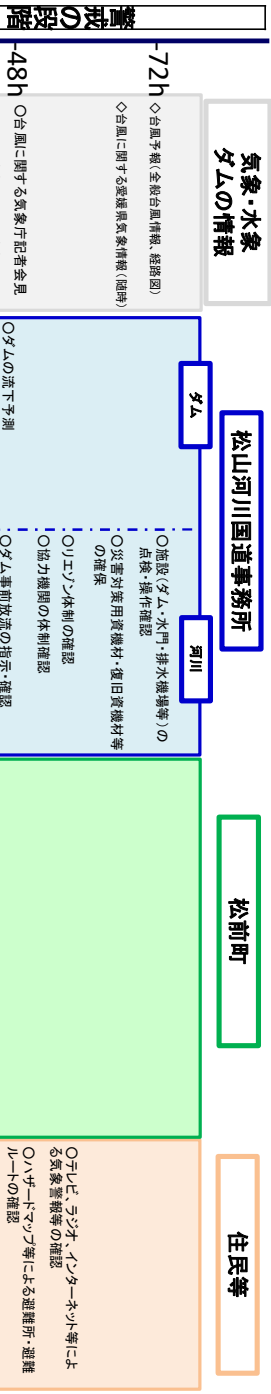 警戒の段階
気象・水象
ダムの情報
松山河川国道事務所
松前町
住民等
ダム
河川
-72h
◇台風予報(全般台風情報、経路図)
◇台風に関する愛媛県気象情報(随時)
-48h
○台風に関する気象庁記者会見
○ダムの流下予測
○施設(ダム・水門・排水機場等)の
点検・操作確認
○災害対策用資機材・復旧資機材等
の確保
○リエゾン体制の確認
○協力機関の体制確認
○ダム事前放流の指示・確認
○テレビ、ラジオ、インターネット等によ
る気象警報等の確認
○ハザードマップ等による避難所・避難
ルートの確認